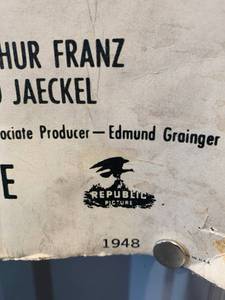 HUR FRANZ
JAECKEL
ociate Producer—Edmund Grainger
E
REPUBLIC
PICTURE
1948